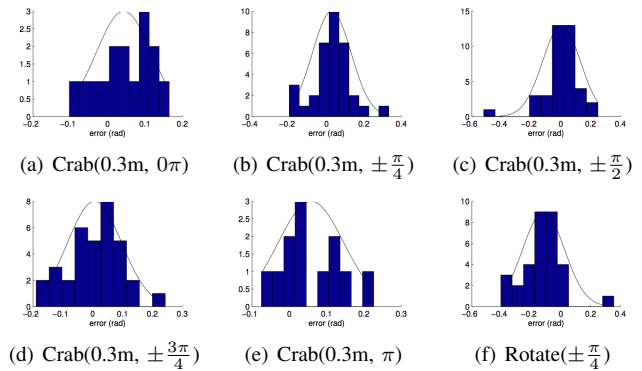 3
2.5
2
1.5
1
0.5
0
-0.2 -0.1 0 0.1 0.2
error (rad)
10
8
6
4
2
0
-0.4 -0.2 0 0.2 0.4
error (rad)
15
10
5
0
-0.6 -0.4 -0.2 0 0.2 0.4
error (rad)
(a) Crab(0.3m, 0π)
(b) Crab(0.3m, ±π/4)
(c) Crab(0.3m, ±π/2)
8
6
4
2
0
-0.2 -0.1 0 0.1 0.2 0.3
error (rad)
3
2.5
2
1.5
1
0.5
0
-0.1 0 0.1 0.2 0.3
error (rad)
10
8
6
4
2
0
-0.6 -0.4 -0.2 0 0.2 0.4
error (rad)
(d) Crab(0.3m, ±3π/4)
(e) Crab(0.3m, π)
(f) Rotate(±π/4)